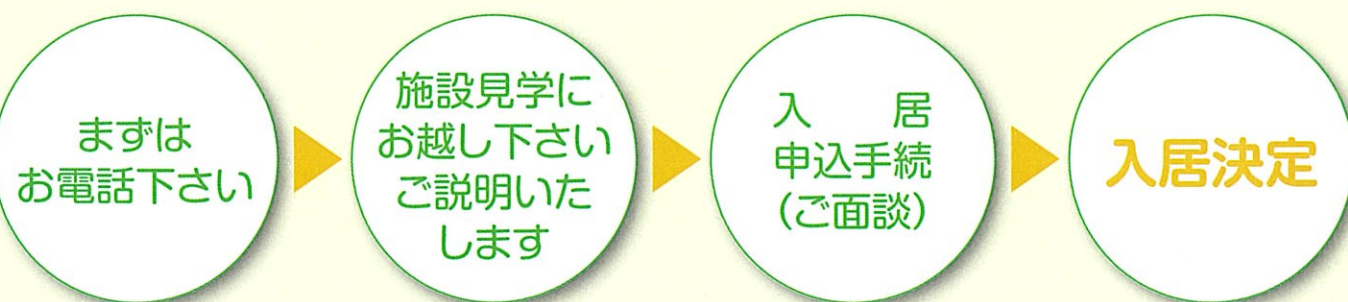 まずは
お電話下さい
施設見学に
お越し下さい
ご説明いた
します
入　　居
申込手続
（ご面談）
入居決定